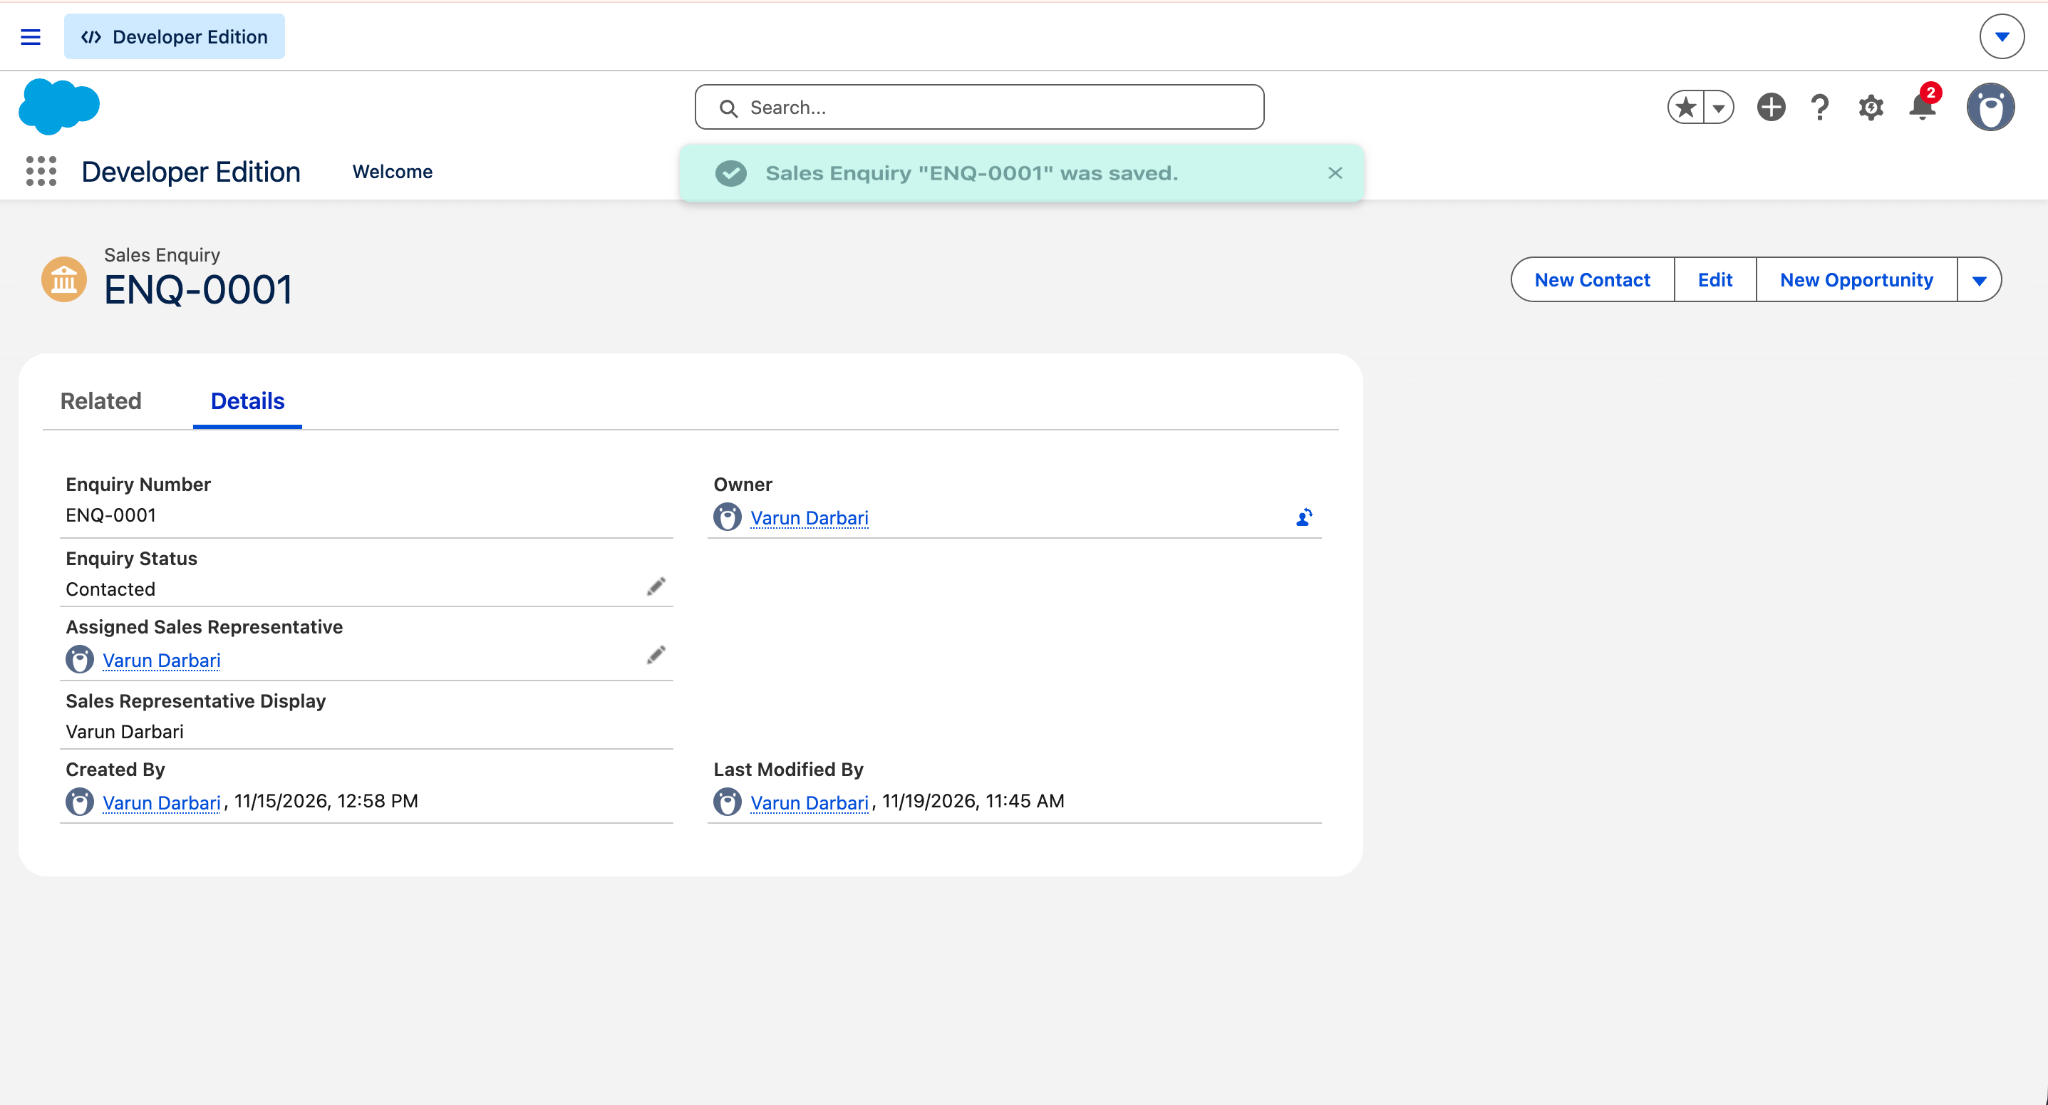 Developer Edition
Search...
2
Developer Edition
Welcome
Sales Enquiry "ENQ-0001" was saved.
Sales Enquiry
ENQ-0001
New Contact
Edit
New Opportunity
Related
Details
Enquiry Number
ENQ-0001
Owner
Varun Darbari
Enquiry Status
Contacted
Assigned Sales Representative
Varun Darbari
Sales Representative Display
Varun Darbari
Created By
Varun Darbari, 11/15/2026, 12:58 PM
Last Modified By
Varun Darbari, 11/19/2026, 11:45 AM